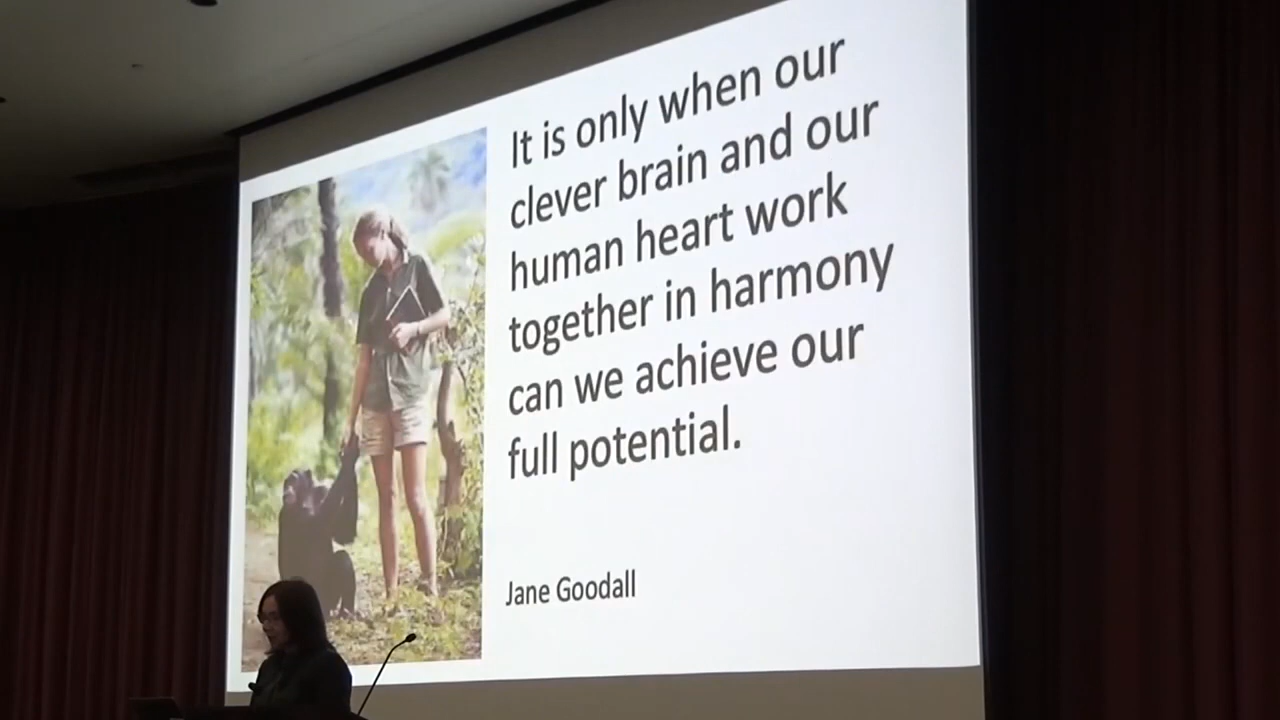 It is only when our
clever brain and our
human heart work
together in harmony
can we achieve our
full potential.
Jane Goodall